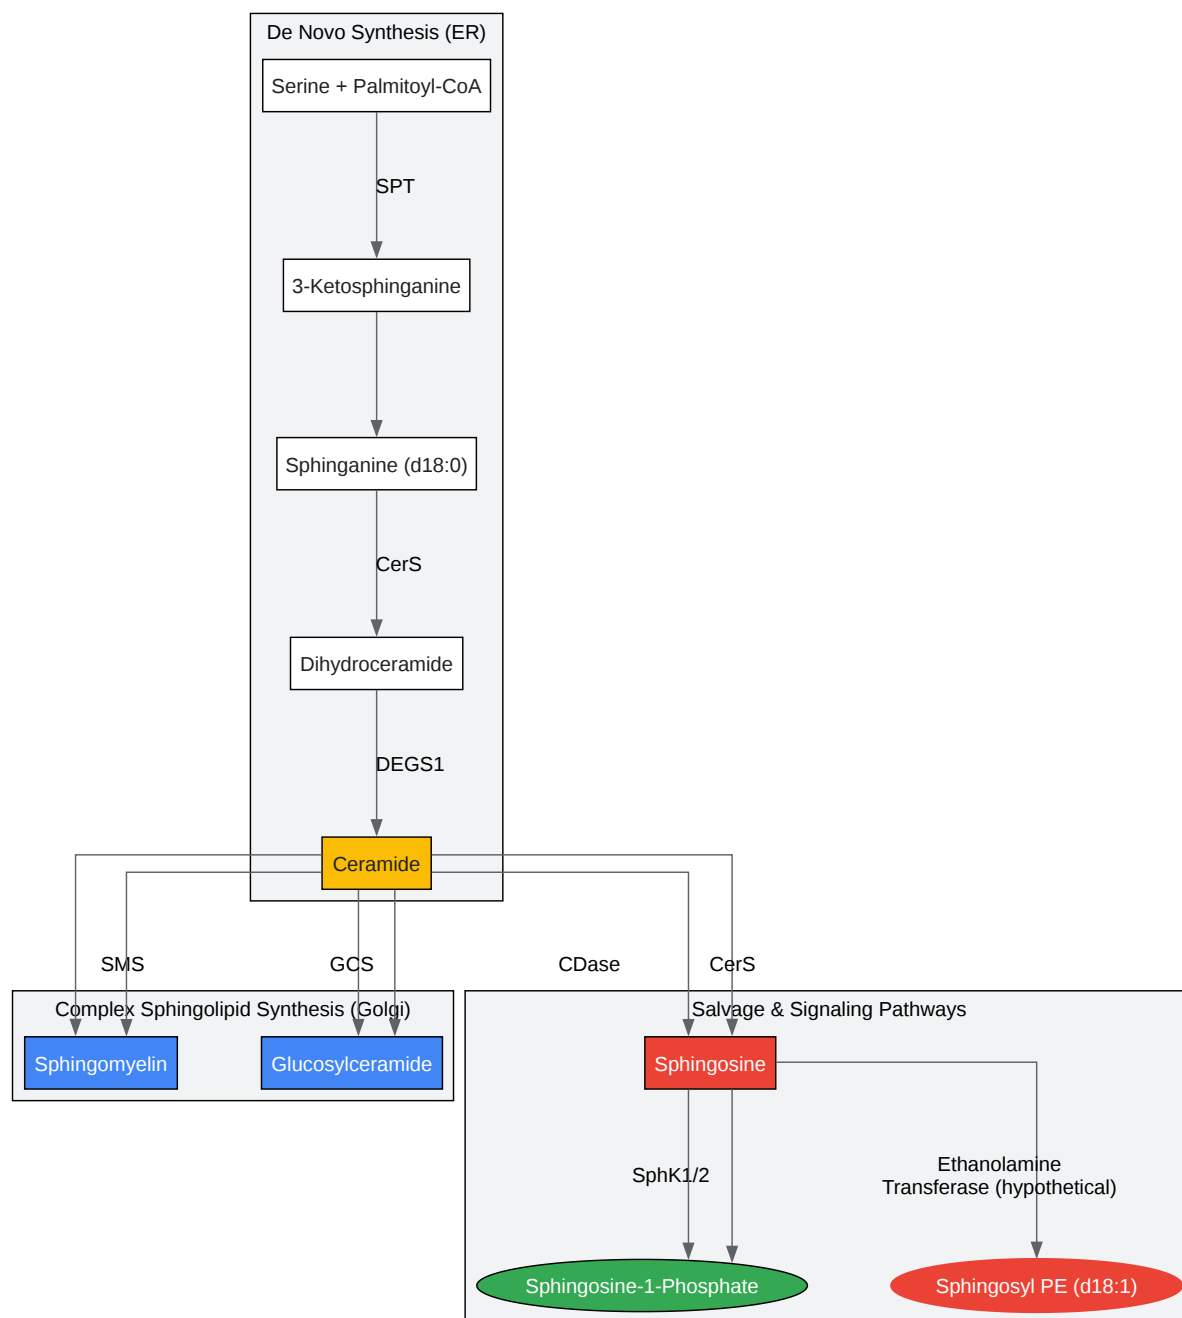 De Novo Synthesis (ER)
Serine + Palmitoyl-CoA
SPT
3-Ketosphinganine
Sphinganine (d18:0)
CerS
Dihydroceramide
DEGS1
Ceramide
SMS
GCS
CDase
CerS
Complex Sphingolipid Synthesis (Golgi)
Salvage & Signaling Pathways
Sphingomyelin
Glucosylceramide
Sphingosine
SphK1/2
Ethanolamine
Transferase (hypothetical)
Sphingosine-1-Phosphate
Sphingosyl PE (d18:1)